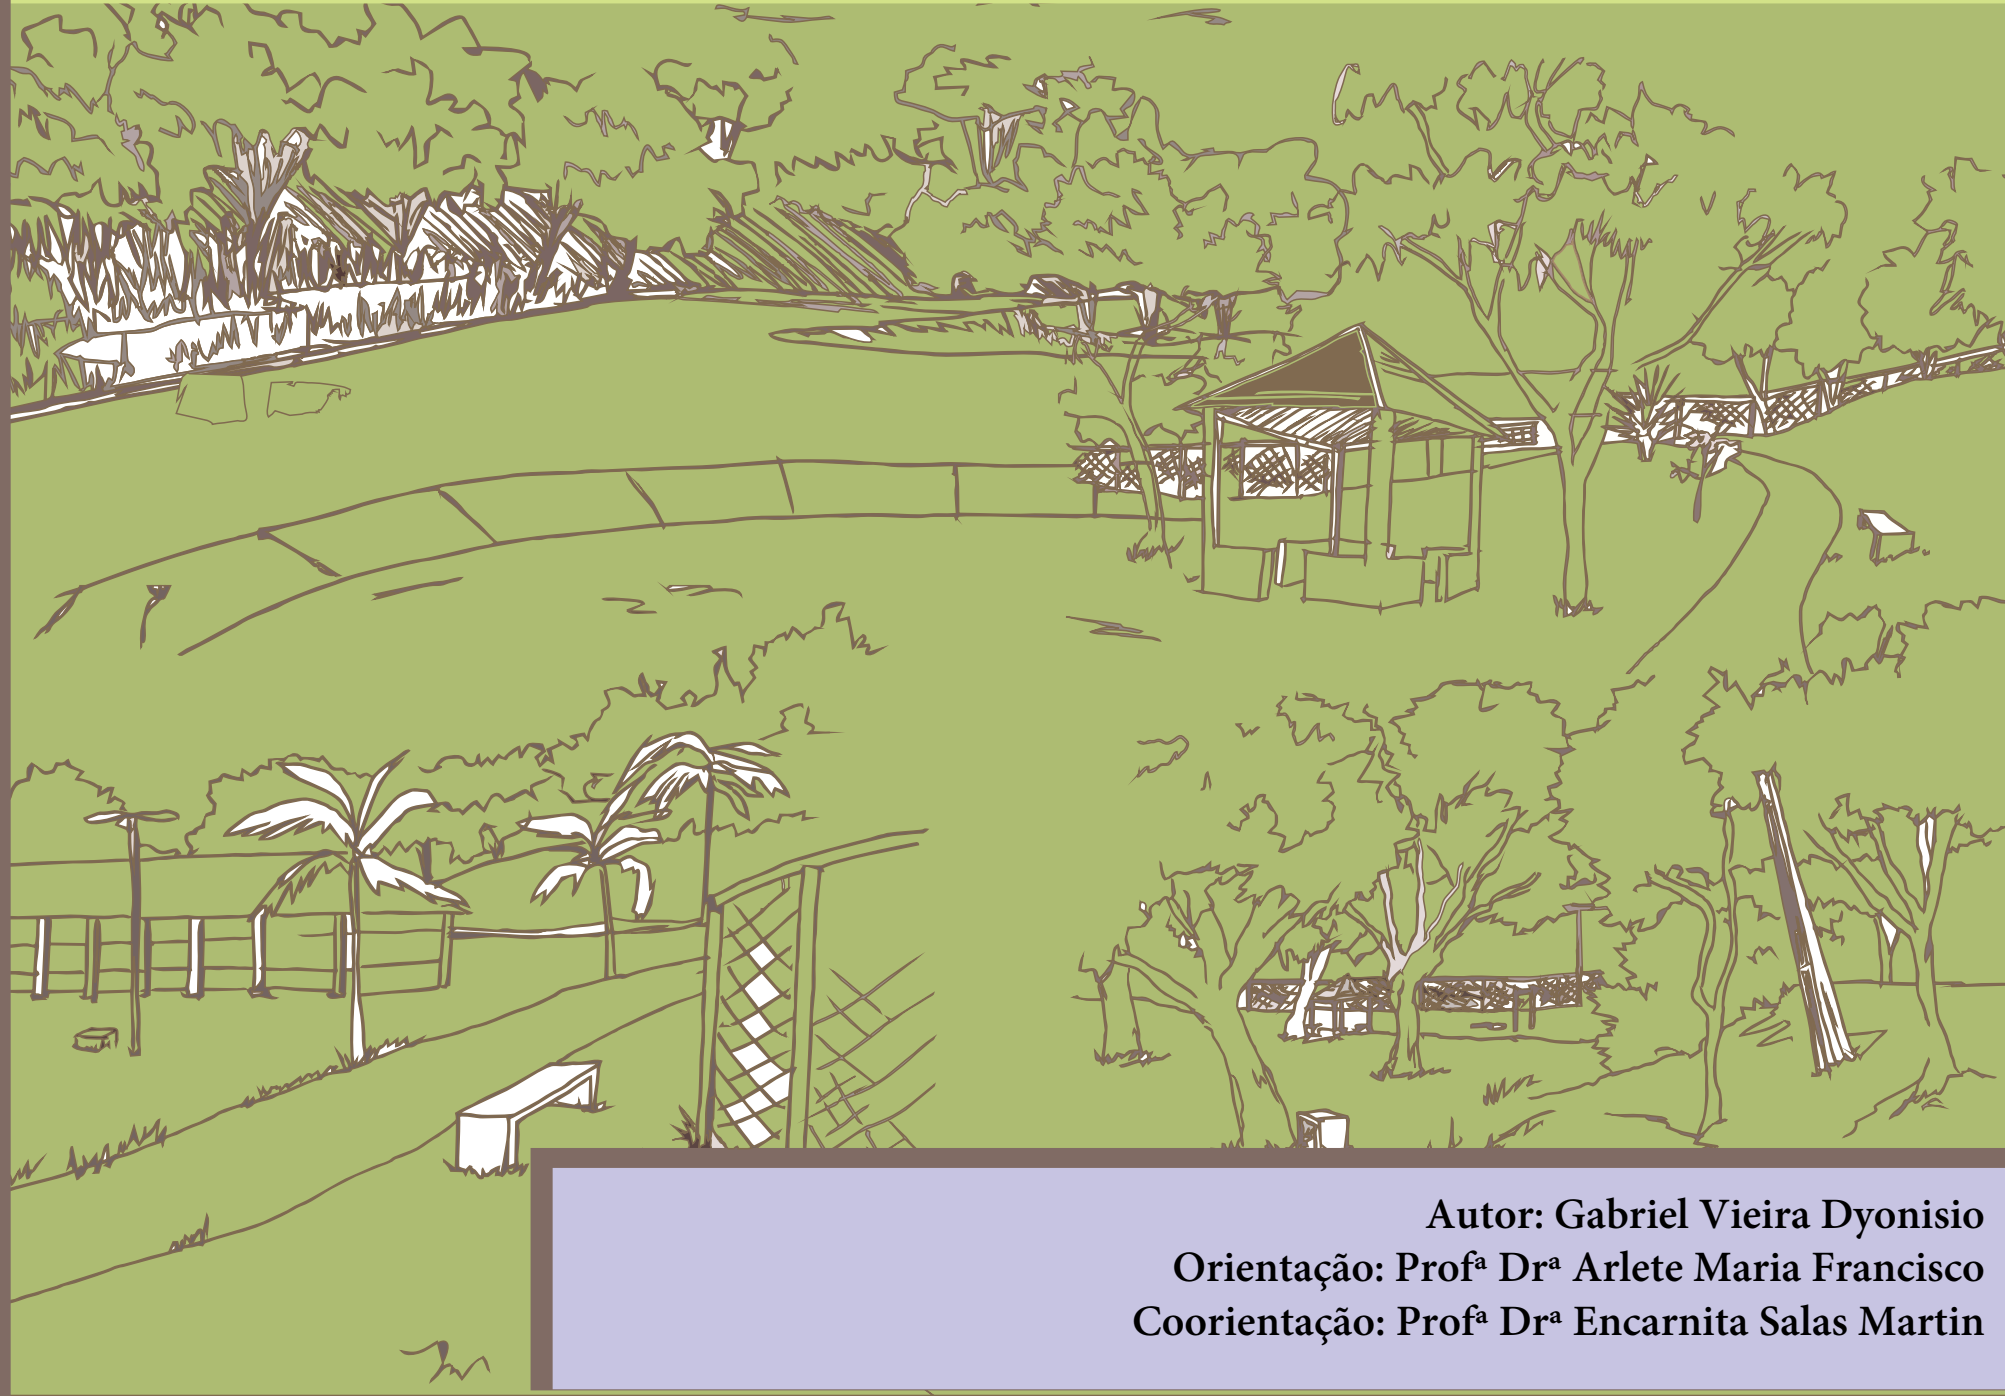 Autor: Gabriel Vieira Dyonisio
Orientação: Profª Drª Arlete Maria Francisco
Coorientação: Profª Drª Encarnita Salas Martin